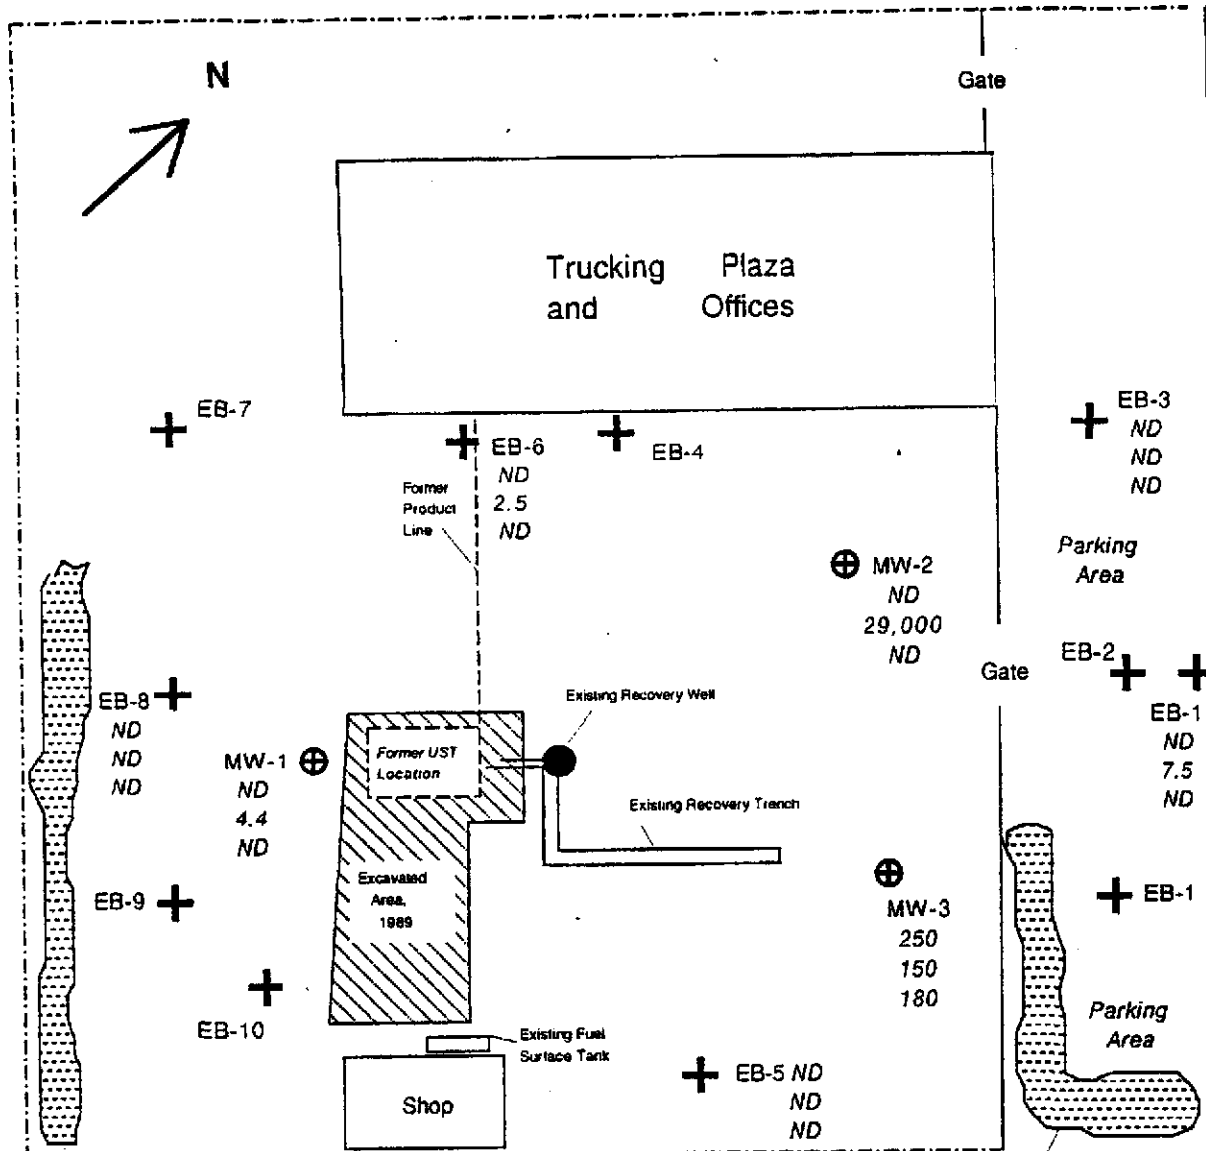 N
Gate
Trucking Plaza
and Offices
EB-7
EB-6
ND
2.5
ND
EB-4
EB-3
ND
ND
ND
Former
Product
Line
Parking
Area
MW-2
ND
29,000
ND
EB-2
Gate
EB-1
ND
7.5
ND
EB-8
ND
ND
ND
Existing Recovery Well
MW-1
ND
4.4
ND
Former UST
Location
Existing Recovery Trench
Excavated
Area,
1989
EB-9
MW-3
250
150
180
EB-1
EB-10
Parking
Area
Existing Fuel
Surface Tank
Shop
EB-5 ND
ND
ND